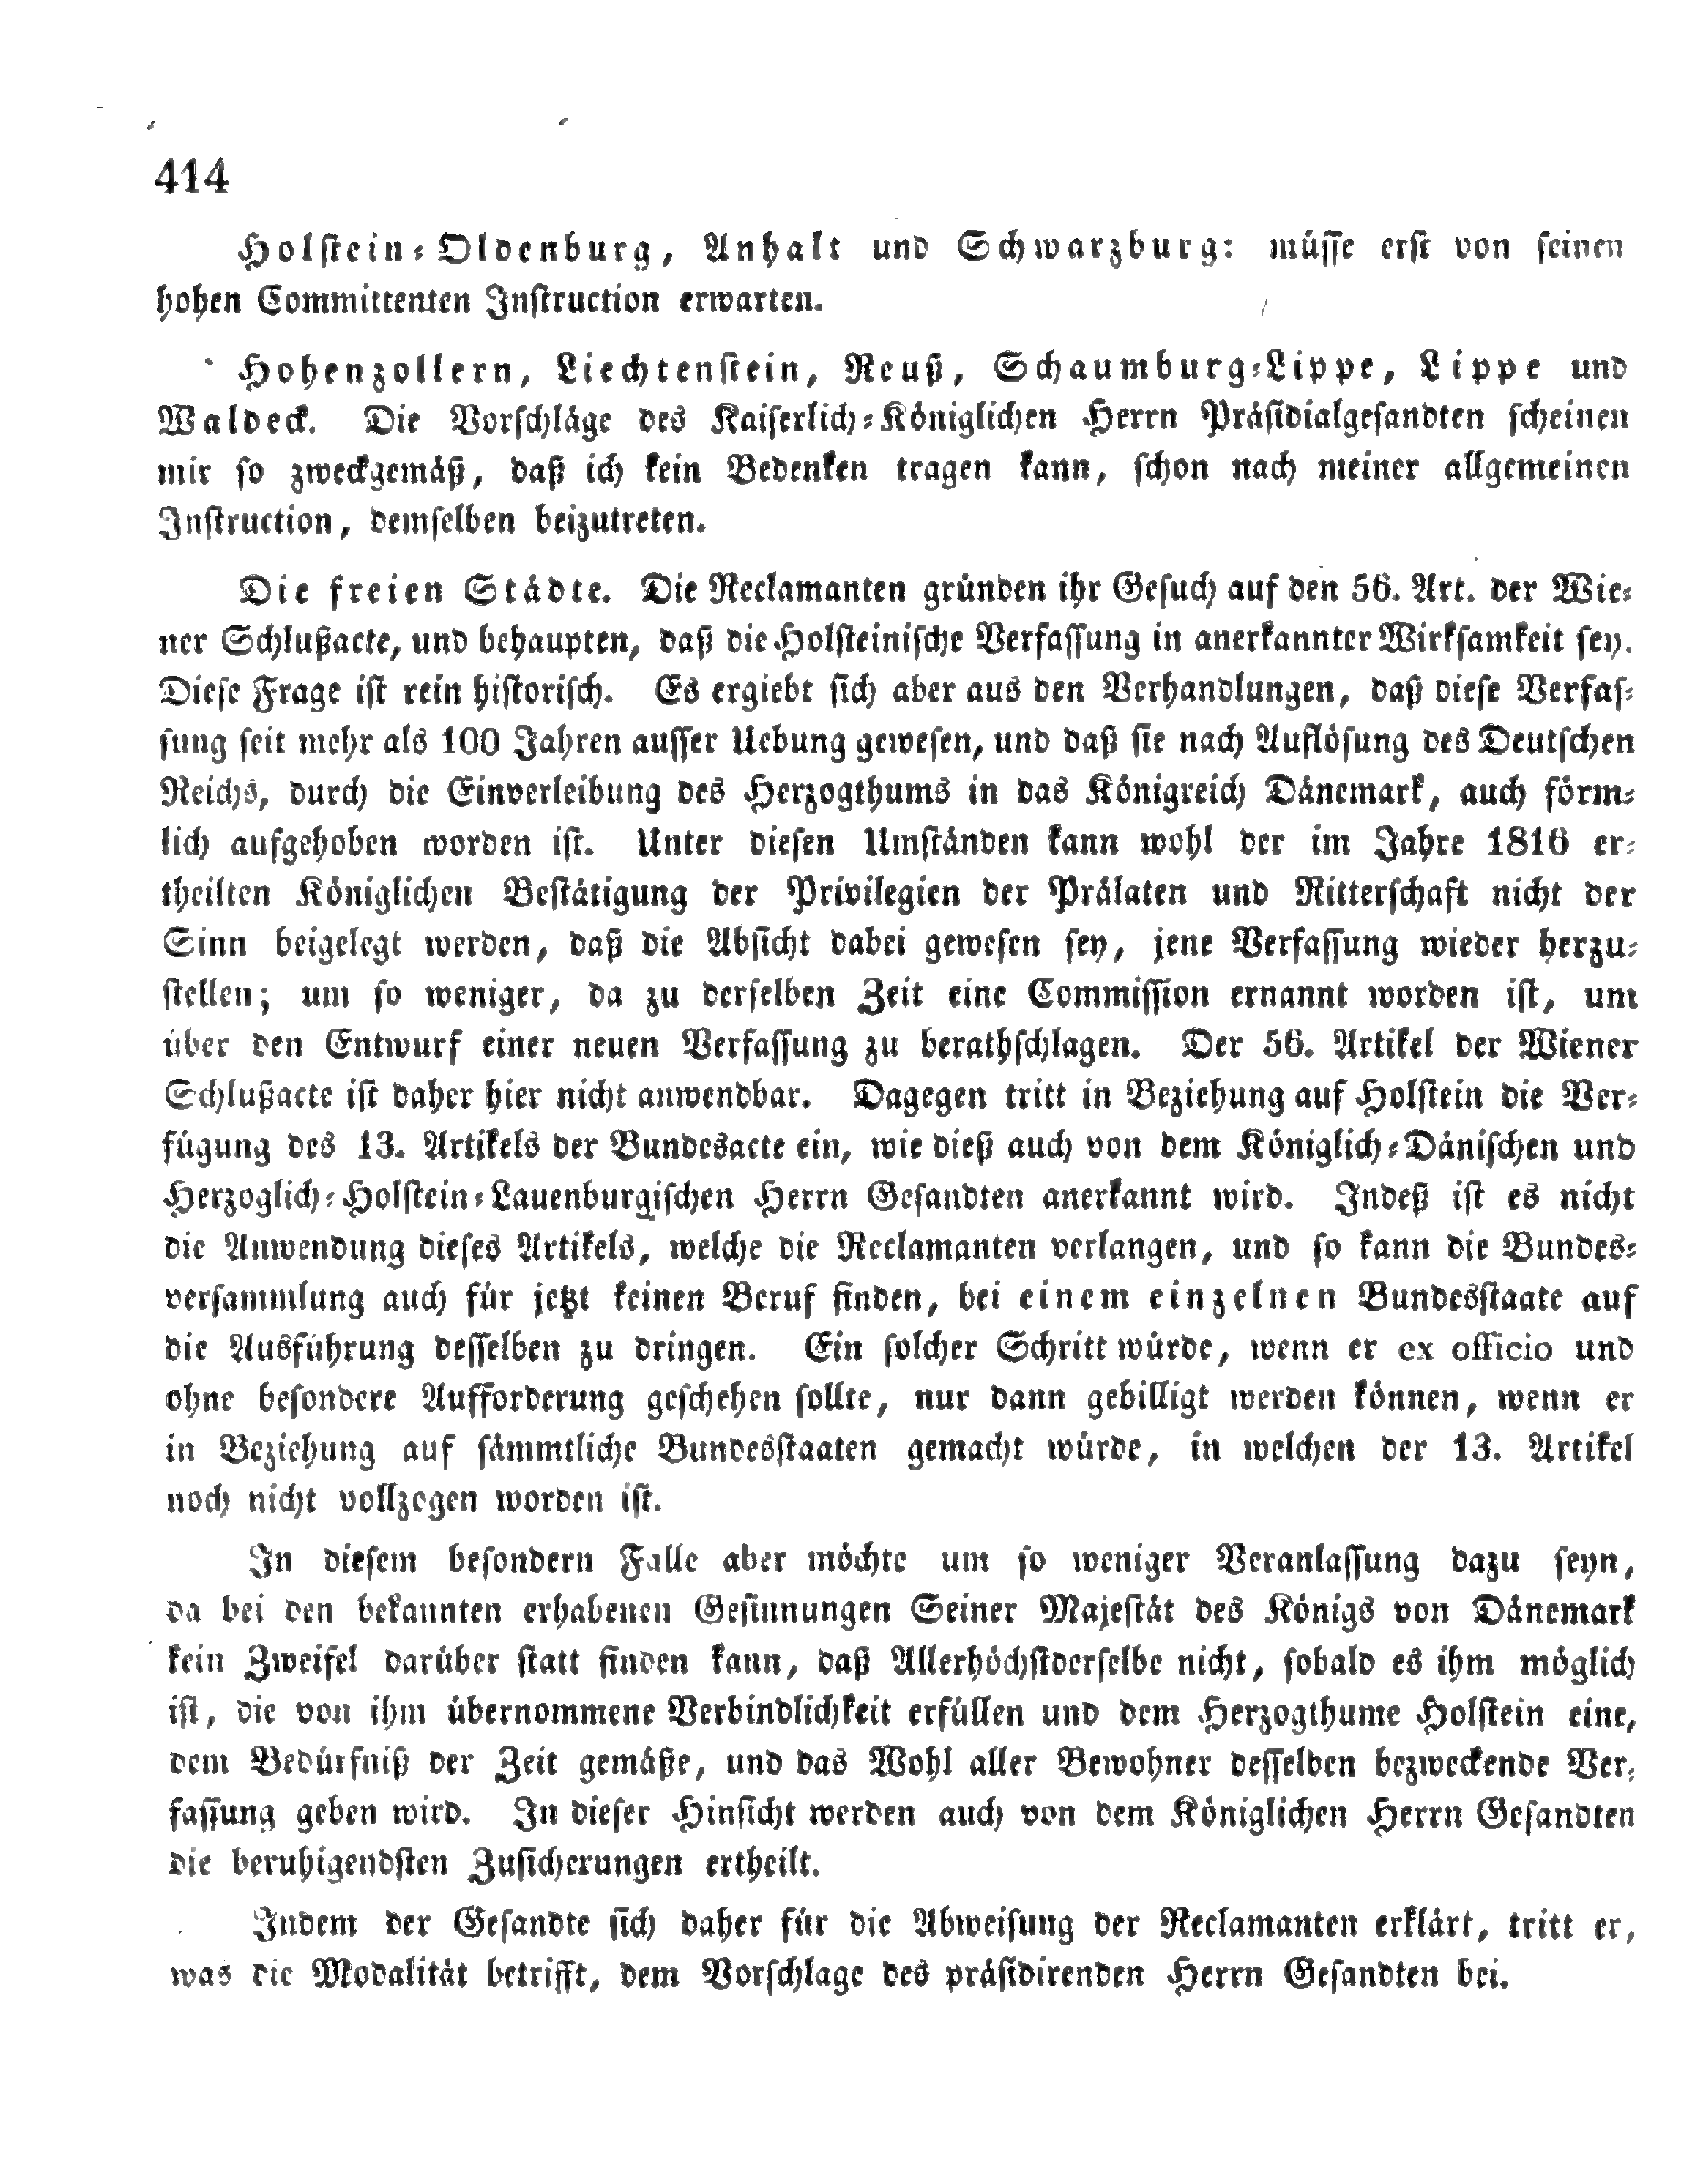 414
Holstein-Oldenburg, Anhalt und Schwarzburg: müsse erst von seinen
hohen Committenten Instruction erwarten.
Hohenzollern, Liechtenstein, Reuß, Schaumburg-Lippe, Lippe und
Waldeck. Die Vorschläge des Kaiserlich-Königlichen Herrn Präsidialgesandten scheinen
mir so zweckgemäß, daß ich kein Bedenken tragen kann, schon nach meiner allgemeinen
Instruction, demselben beizutreten.
Die freien Städte. Die Reclamanten gründen ihr Gesuch auf den 56. Art. der Wie-
ner Schlußacte, und behaupten, daß die Holsteinische Verfassung in anerkannter Wirksamkeit sey.
Diese Frage ist rein historisch. Es ergiebt sich aber aus den Verhandlungen, daß diese Verfas-
sung seit mehr als 100 Jahren ausser Uebung gewesen, und daß sie nach Auflösung des Deutschen
Reichs, durch die Einverleibung des Herzogthums in das Königreich Dänemark, auch förm-
lich aufgehoben worden ist. Unter diesen Umständen kann wohl der im Jahre 1816 er-
theilten Königlichen Bestätigung der Privilegien der Prälaten und Ritterschaft nicht der
Sinn beigelegt werden, daß die Absicht dabei gewesen sey, jene Verfassung wieder herzu-
stellen; um so weniger, da zu derselben Zeit eine Commission ernannt worden ist, um
über den Entwurf einer neuen Verfassung zu berathschlagen. Der 56. Artikel der Wiener
Schlußacte ist daher hier nicht anwendbar. Dagegen tritt in Beziehung auf Holstein die Ver-
fügung des 13. Artikels der Bundesacte ein, wie dieß auch von dem Königlich-Dänischen und
Herzoglich-Holstein-Lauenburgischen Herrn Gesandten anerkannt wird. Indeß ist es nicht
die Anwendung dieses Artikels, welche die Reclamanten verlangen, und so kann die Bundes-
versammlung auch für jetzt keinen Beruf finden, bei einem einzelnen Bundesstaate auf
die Ausführung desselben zu dringen. Ein solcher Schritt würde, wenn er ex officio und
ohne besondere Aufforderung geschehen sollte, nur dann gebilligt werden können, wenn er
in Beziehung auf sämmtliche Bundesstaaten gemacht würde, in welchen der 13. Artikel
noch nicht vollzogen worden ist.
In diesem besondern Falle aber möchte um so weniger Veranlassung dazu seyn,
da bei den bekannten erhabenen Gesinnungen Seiner Majestät des Königs von Dänemark
kein Zweifel darüber statt finden kann, daß Allerhöchstderselbe nicht, sobald es ihm möglich
ist, die von ihm übernommene Verbindlichkeit erfüllen und dem Herzogthume Holstein eine,
dem Bedürfniß der Zeit gemäße, und das Wohl aller Bewohner desselben bezweckende Ver-
fassung geben wird. In dieser Hinsicht werden auch von dem Königlichen Herrn Gesandten
die beruhigendsten Zusicherungen ertheilt.
Indem der Gesandte sich daher für die Abweisung der Reclamanten erklärt, tritt er,
was die Modalität betrifft, dem Vorschlage des präsidirenden Herrn Gesandten bei.